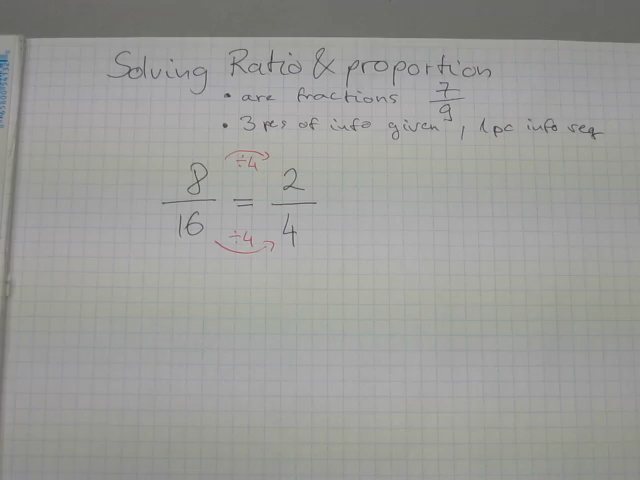 Solving Ratio & proportion
• are fractions 7/9
• 3 pcs of info given, 1 pc info req
÷4
8/16 = 2/4
÷4